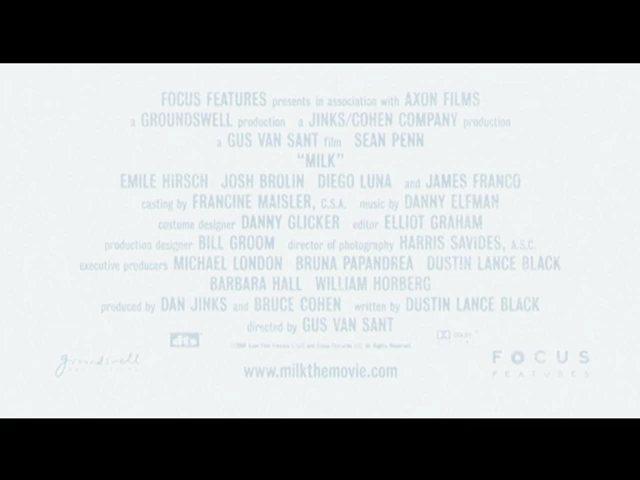 FOCUS FEATURES presents in association with AXON FILMS
a GROUNDSWELL production a JINKS/COHEN COMPANY production
a GUS VAN SANT film SEAN PENN
"MILK"
EMILE HIRSCH JOSH BROLIN DIEGO LUNA and JAMES FRANCO
casting by FRANCINE MAISLER, C.S.A. music by DANNY ELFMAN
costume designer DANNY GLICKER editor ELLIOT GRAHAM
production designer BILL GROOM director of photography HARRIS SAVIDES, A.S.C.
executive producers MICHAEL LONDON BRUNA PAPANDREA DUSTIN LANCE BLACK
BARBARA HALL WILLIAM HORBERG
produced by DAN JINKS and BRUCE COHEN written by DUSTIN LANCE BLACK
directed by GUS VAN SANT
dts
All Rights Reserved.
groundswell
www.milkthemovie.com
FOCUS
FEATURES